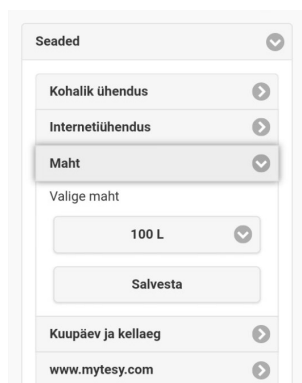 Seaded
Kohalik ühendus
Internetiühendus
Maht
Valige maht
100 L
Salvesta
Kuupäev ja kellaeg
www.mytesy.com